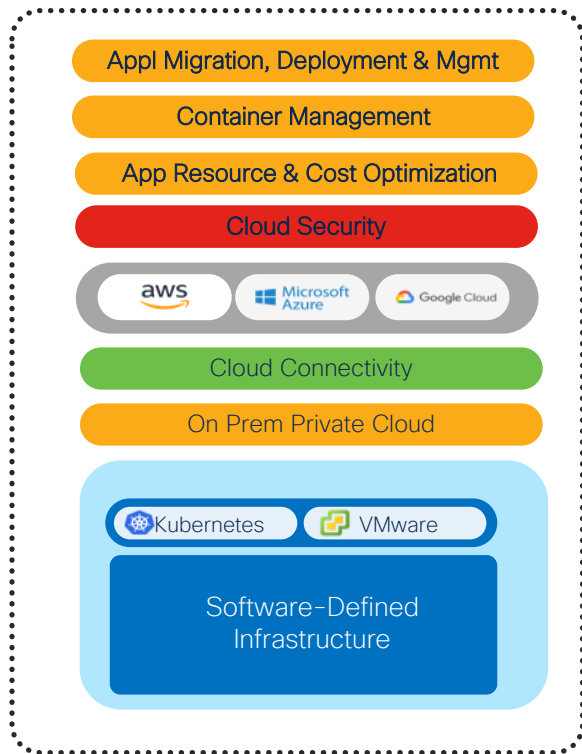 Appl Migration, Deployment & Mgmt
Container Management
App Resource & Cost Optimization
Cloud Security
aws
Microsoft
Azure
Google Cloud
Cloud Connectivity
On Prem Private Cloud
Kubernetes
VMware
Software-Defined
Infrastructure